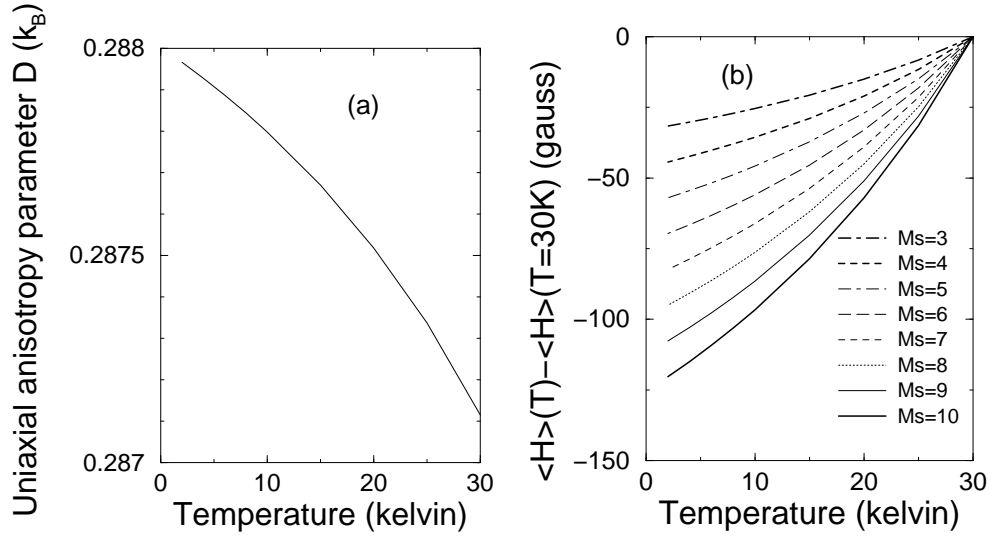 Uniaxial anisotropy parameter D (k_B)
0.288
0.2875
0.287
(a)
0 10 20 30
Temperature (kelvin)
<H>(T)−<H>(T=30K) (gauss)
0
−50
−100
−150
(b)
Ms=3
Ms=4
Ms=5
Ms=6
Ms=7
Ms=8
Ms=9
Ms=10
0 10 20 30
Temperature (kelvin)